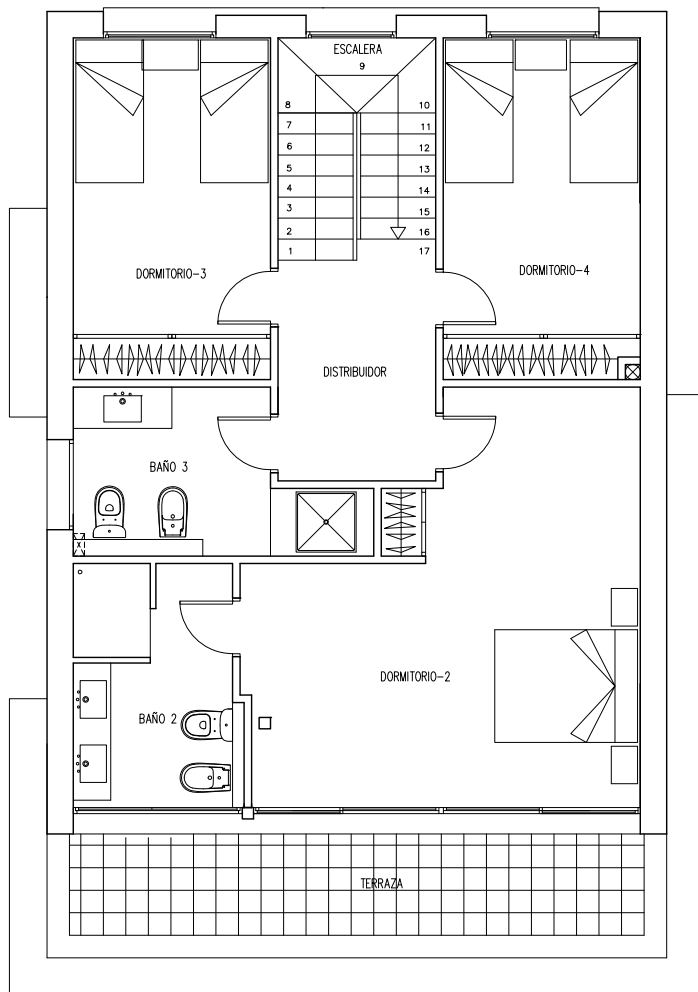 ESCALERA
9
8 10
7 11
6 12
5 13
4 14
3 15
2 16
1 17
DORMITORIO-3
DORMITORIO-4
DISTRIBUIDOR
BAÑO 3
DORMITORIO-2
BAÑO 2
TERRAZA